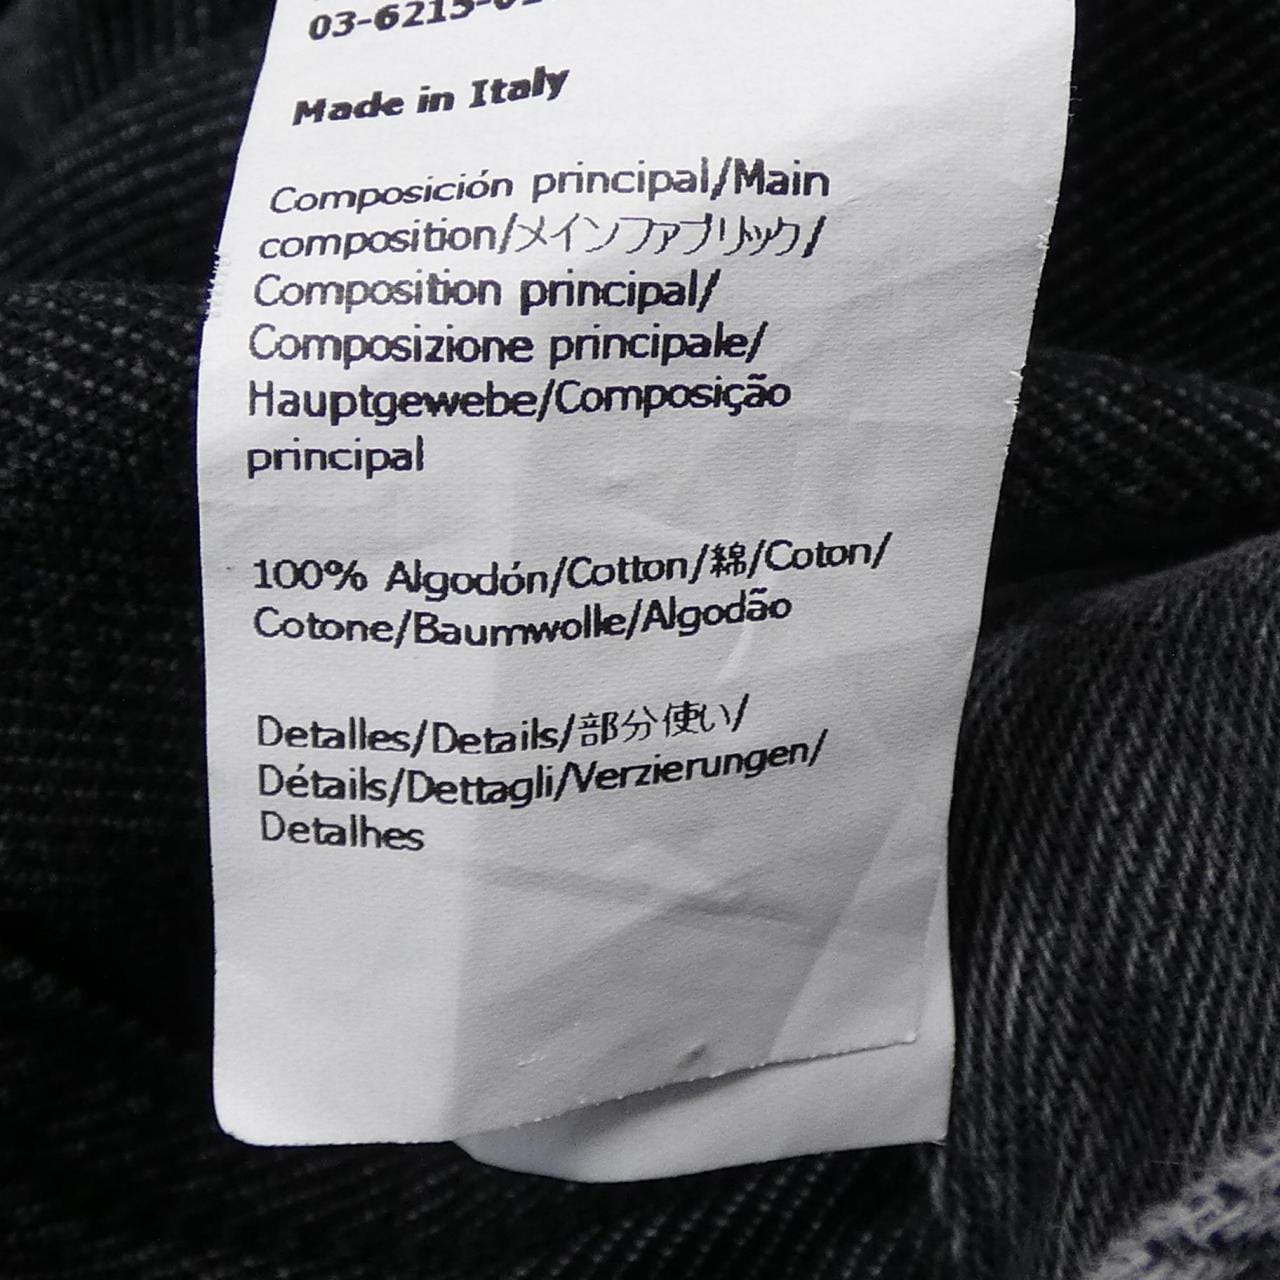 03-6215-
Made in Italy
Composición principal/Main
composition/メインファブリック/
Composition principal/
Composizione principale/
Hauptgewebe/Composição
principal
100% Algodón/Cotton/綿/Coton/
Cotone/Baumwolle/Algodão
Detalles/Details/部分使い/
Détails/Dettagli/Verzierungen/
Detalhes